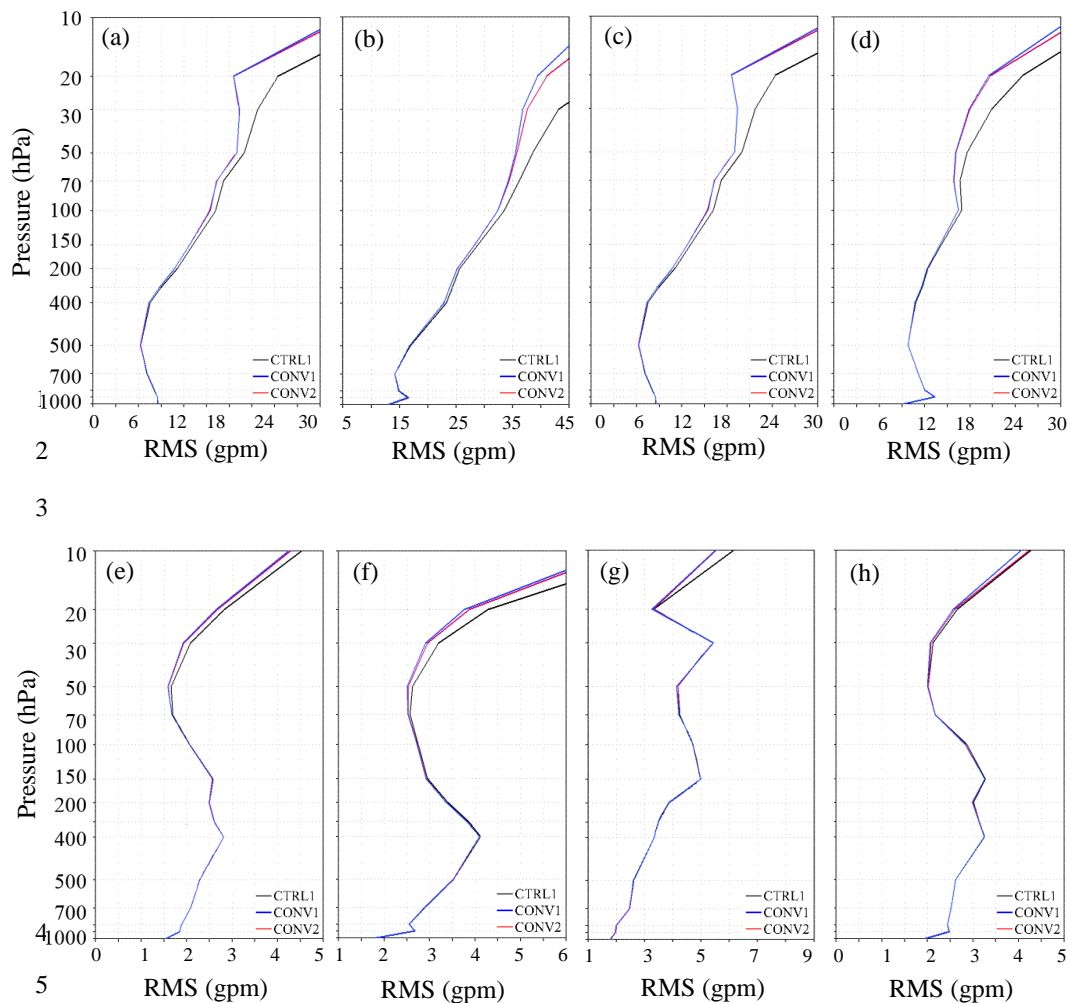 (a) (b) (c) (d)
Pressure (hPa)
10
20
30
50
70
100
150
200
400
500
700
1000
1
CTRL1 CTRL1 CTRL1 CTRL1
CONV1 CONV1 CONV1 CONV1
CONV2 CONV2 CONV2 CONV2
0 6 12 18 24 30 5 15 25 35 45 0 6 12 18 24 30 0 6 12 18 24 30
RMS (gpm) RMS (gpm) RMS (gpm) RMS (gpm)
2
3
(e) (f) (g) (h)
Pressure (hPa)
10
20
30
50
70
100
150
200
400
500
700
1000
4
CTRL1 CTRL1 CTRL1 CTRL1
CONV1 CONV1 CONV1 CONV1
CONV2 CONV2 CONV2 CONV2
0 1 2 3 4 5 1 2 3 4 5 6 1 3 5 7 9 0 1 2 3 4 5
RMS (gpm) RMS (gpm) RMS (gpm) RMS (gpm)
5